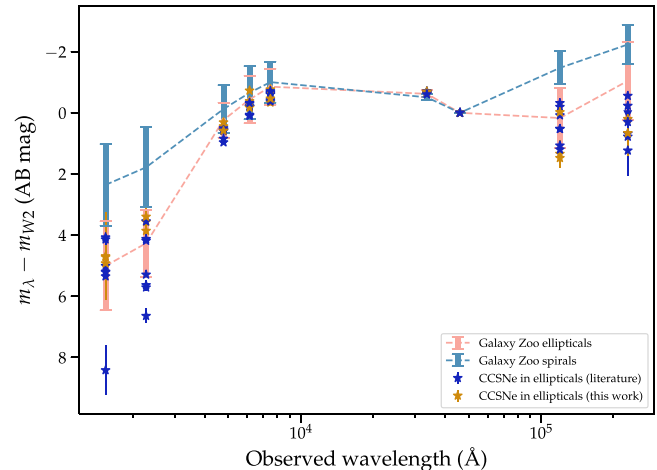 −2
0
2
4
6
8
m_λ − m_W2 (AB mag)
10^4
10^5
Observed wavelength (Å)
Galaxy Zoo ellipticals
Galaxy Zoo spirals
CCSNe in ellipticals (literature)
CCSNe in ellipticals (this work)